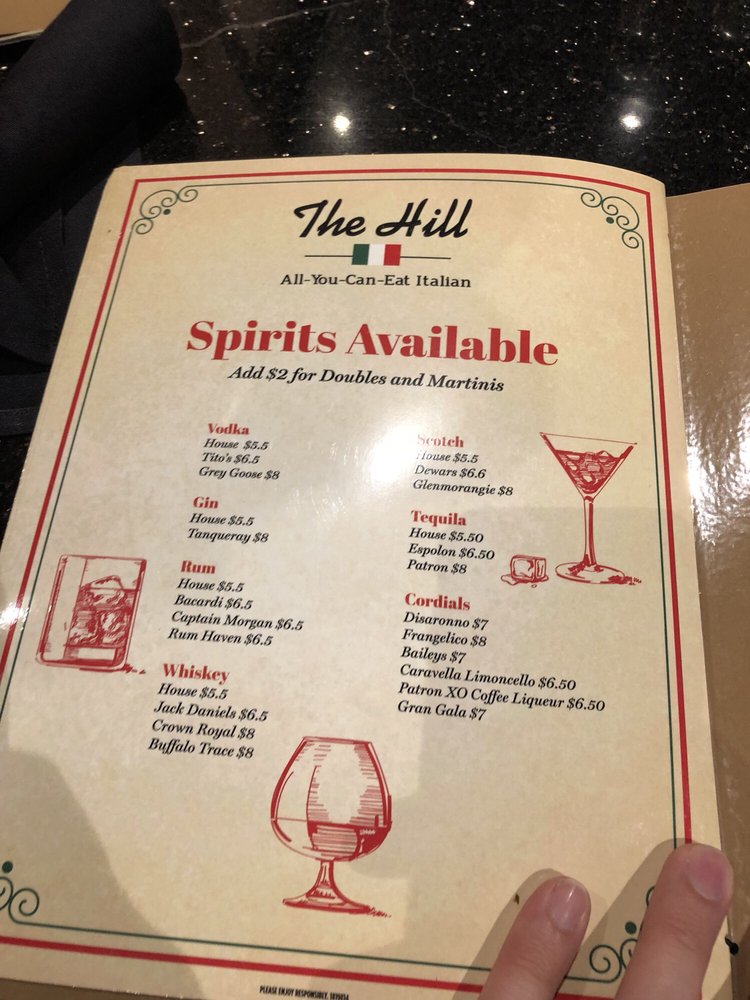 The Hill
All-You-Can-Eat Italian
Spirits Available
Add $2 for Doubles and Martinis
Vodka
House $5.5
Tito's $6.5
Grey Goose $8
Gin
House $5.5
Tanqueray $8
Rum
House $5.5
Bacardi $6.5
Captain Morgan $6.5
Rum Haven $6.5
Whiskey
House $5.5
Jack Daniels $6.5
Crown Royal $8
Buffalo Trace $8
Scotch
House $5.5
Dewars $6.6
Glenmorangie $8
Tequila
House $5.50
Espolon $6.50
Patron $8
Cordials
Disaronno $7
Frangelico $8
Baileys $7
Caravella Limoncello $6.50
Patron XO Coffee Liqueur $6.50
Gran Gala $7
PLEASE ENJOY RESPONSIBLY.